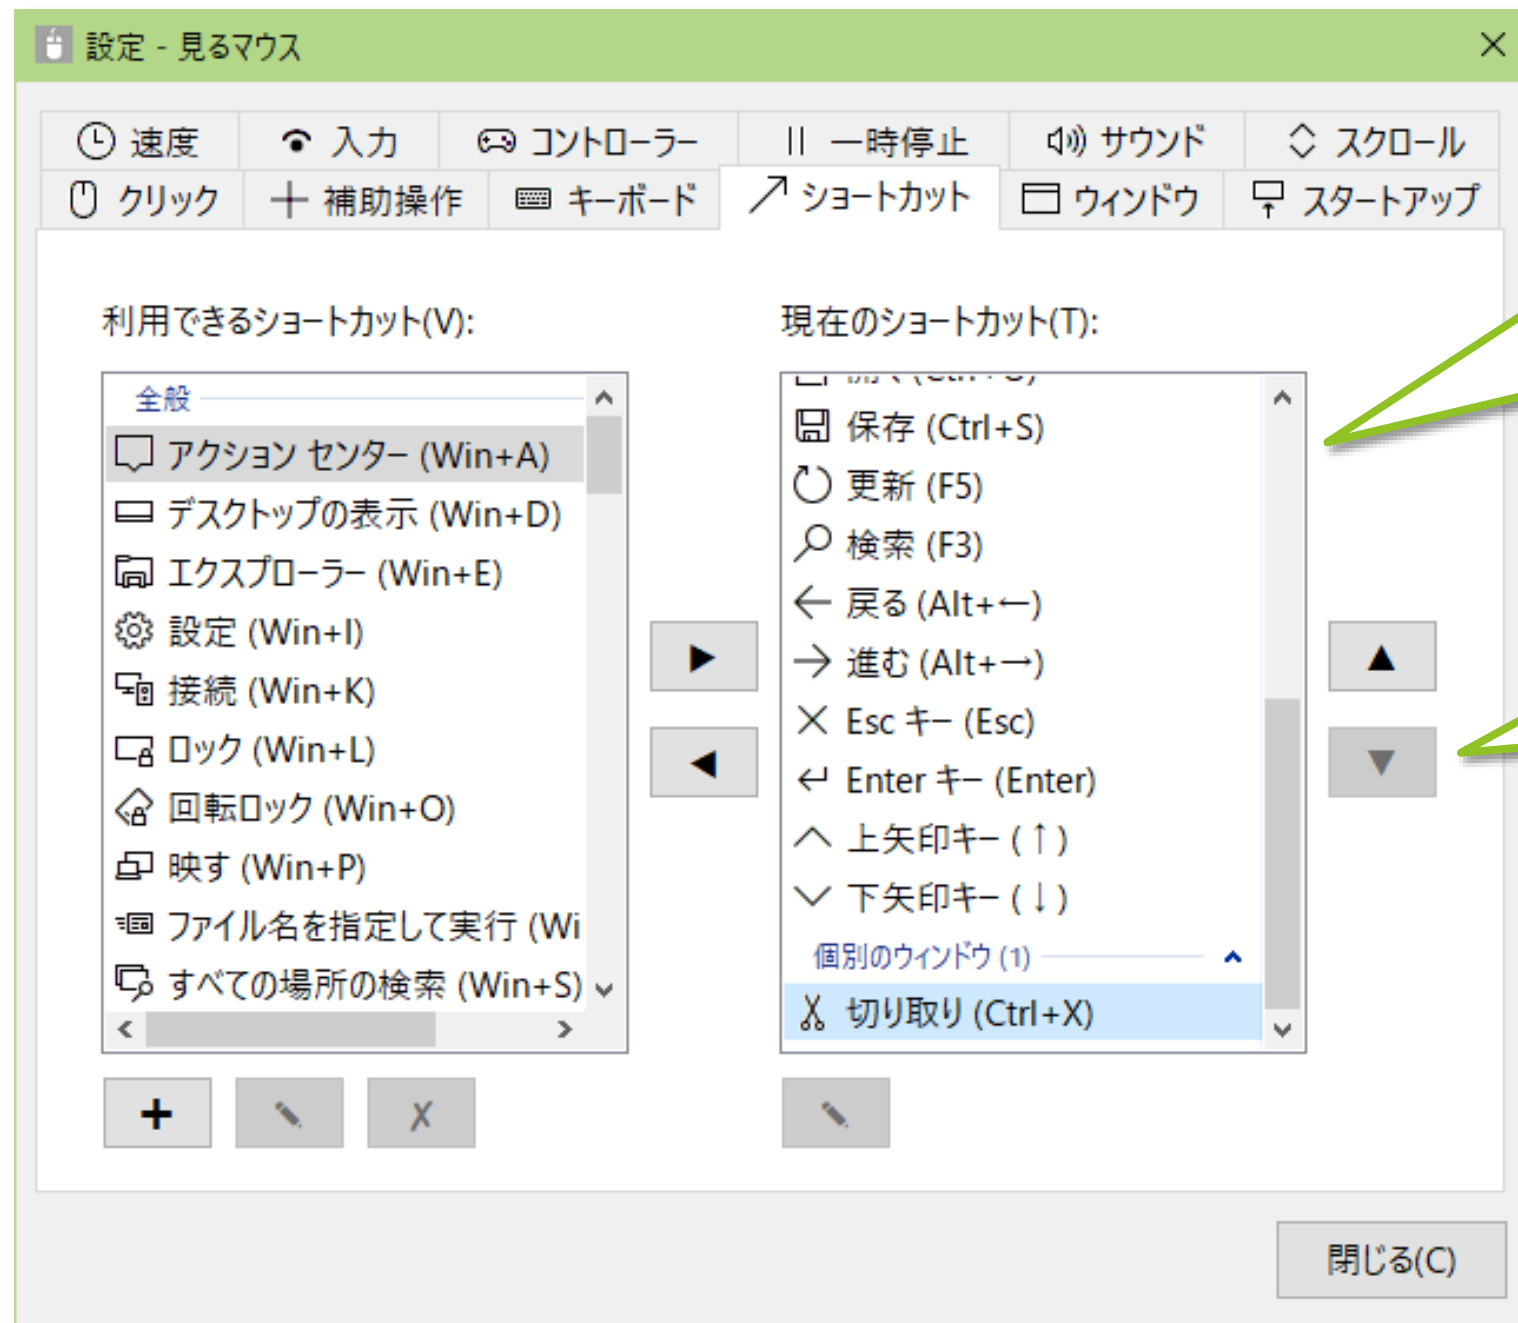 設定 - 見るマウス
速度 入力 コントローラー 一時停止 サウンド スクロール
クリック 補助操作 キーボード ショートカット ウィンドウ スタートアップ
利用できるショートカット(V):
全般
アクション センター (Win+A)
デスクトップの表示 (Win+D)
エクスプローラー (Win+E)
設定 (Win+I)
接続 (Win+K)
ロック (Win+L)
回転ロック (Win+O)
映す (Win+P)
ファイル名を指定して実行 (Wi
すべての場所の検索 (Win+S)
現在のショートカット(T):
保存 (Ctrl+S)
更新 (F5)
検索 (F3)
戻る (Alt+←)
進む (Alt+→)
Esc キー (Esc)
Enter キー (Enter)
上矢印キー (↑)
下矢印キー (↓)
個別のウィンドウ (1)
切り取り (Ctrl+X)
閉じる(C)